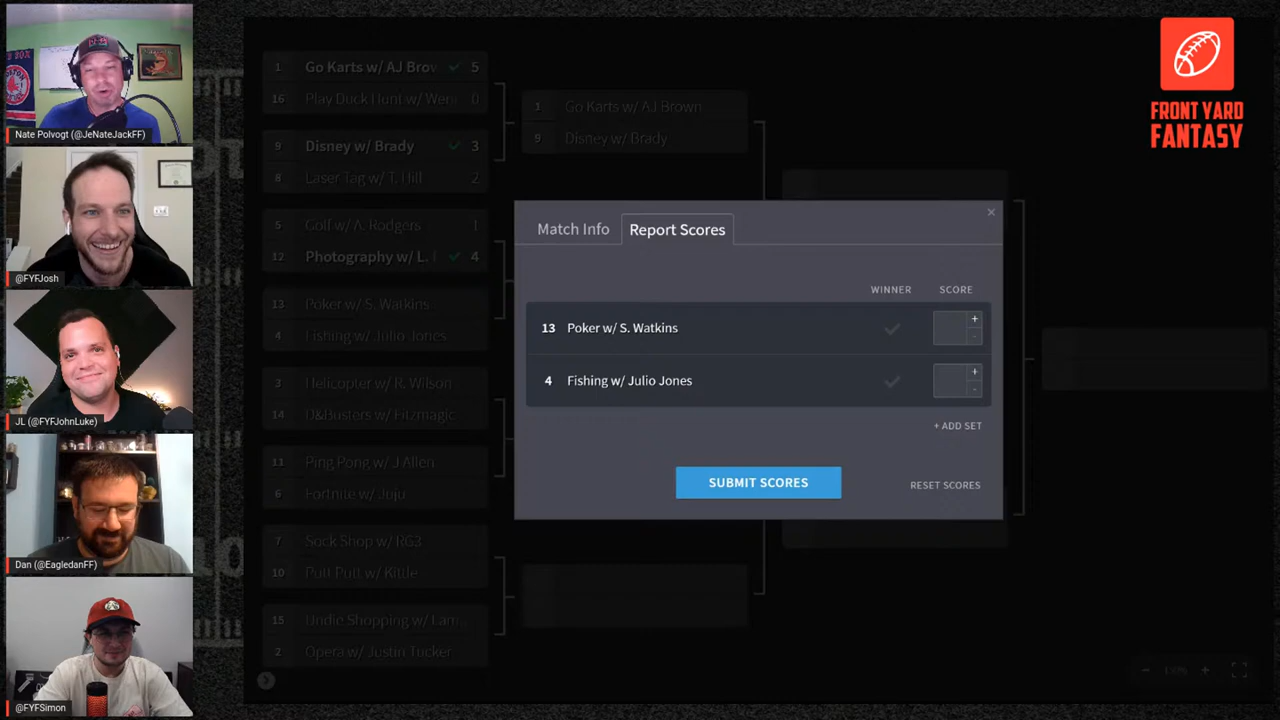 Nate Polvogt (@JeNateJackFF)
@FYFJosh
JL (@FYFJohnLuke)
Dan (@EagledanFF)
@FYFSimon
1. Go Karts w/ AJ Brow 5
16 Play Duck Hunt w/ Wen 0
9 Disney w/ Brady 3
8 Laser Tag w/ T. Hill 2
5 Golf w/ A. Rodgers 1
12 Photography w/ L. 4
13 Poker w/ S. Watkins
4 Fishing w/ Julio Jones
3 Helicopter w/ R. Wilson
14 D&Busters w/ Fitzmagic
11 Ping Pong w/ J Allen
6 Fortnite w/ Juju
7 Sock Shop w/ RG3
10 Putt Putt w/ Kittle
15 Undie Shopping w/ Lam...
2 Opera w/ Justin Tucker
1 Go Karts w/ AJ Brown
9 Disney w/ Brady
Match Info Report Scores
WINNER SCORE
13 Poker w/ S. Watkins
4 Fishing w/ Julio Jones
+ ADD SET
SUBMIT SCORES
RESET SCORES
FRONT YARD
FANTASY